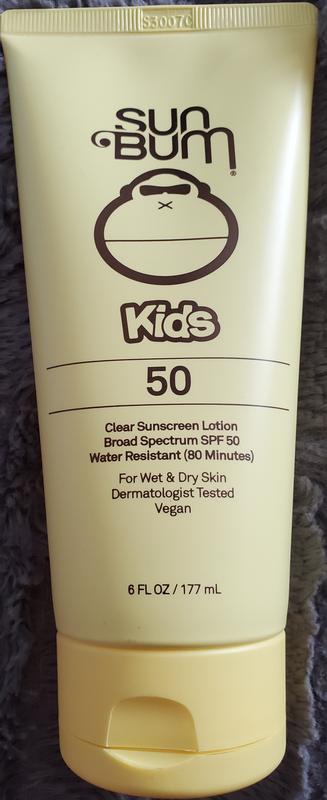 S3007C
SUN
BUM®
Kids
50
Clear Sunscreen Lotion
Broad Spectrum SPF 50
Water Resistant (80 Minutes)
For Wet & Dry Skin
Dermatologist Tested
Vegan
6 FL OZ / 177 mL